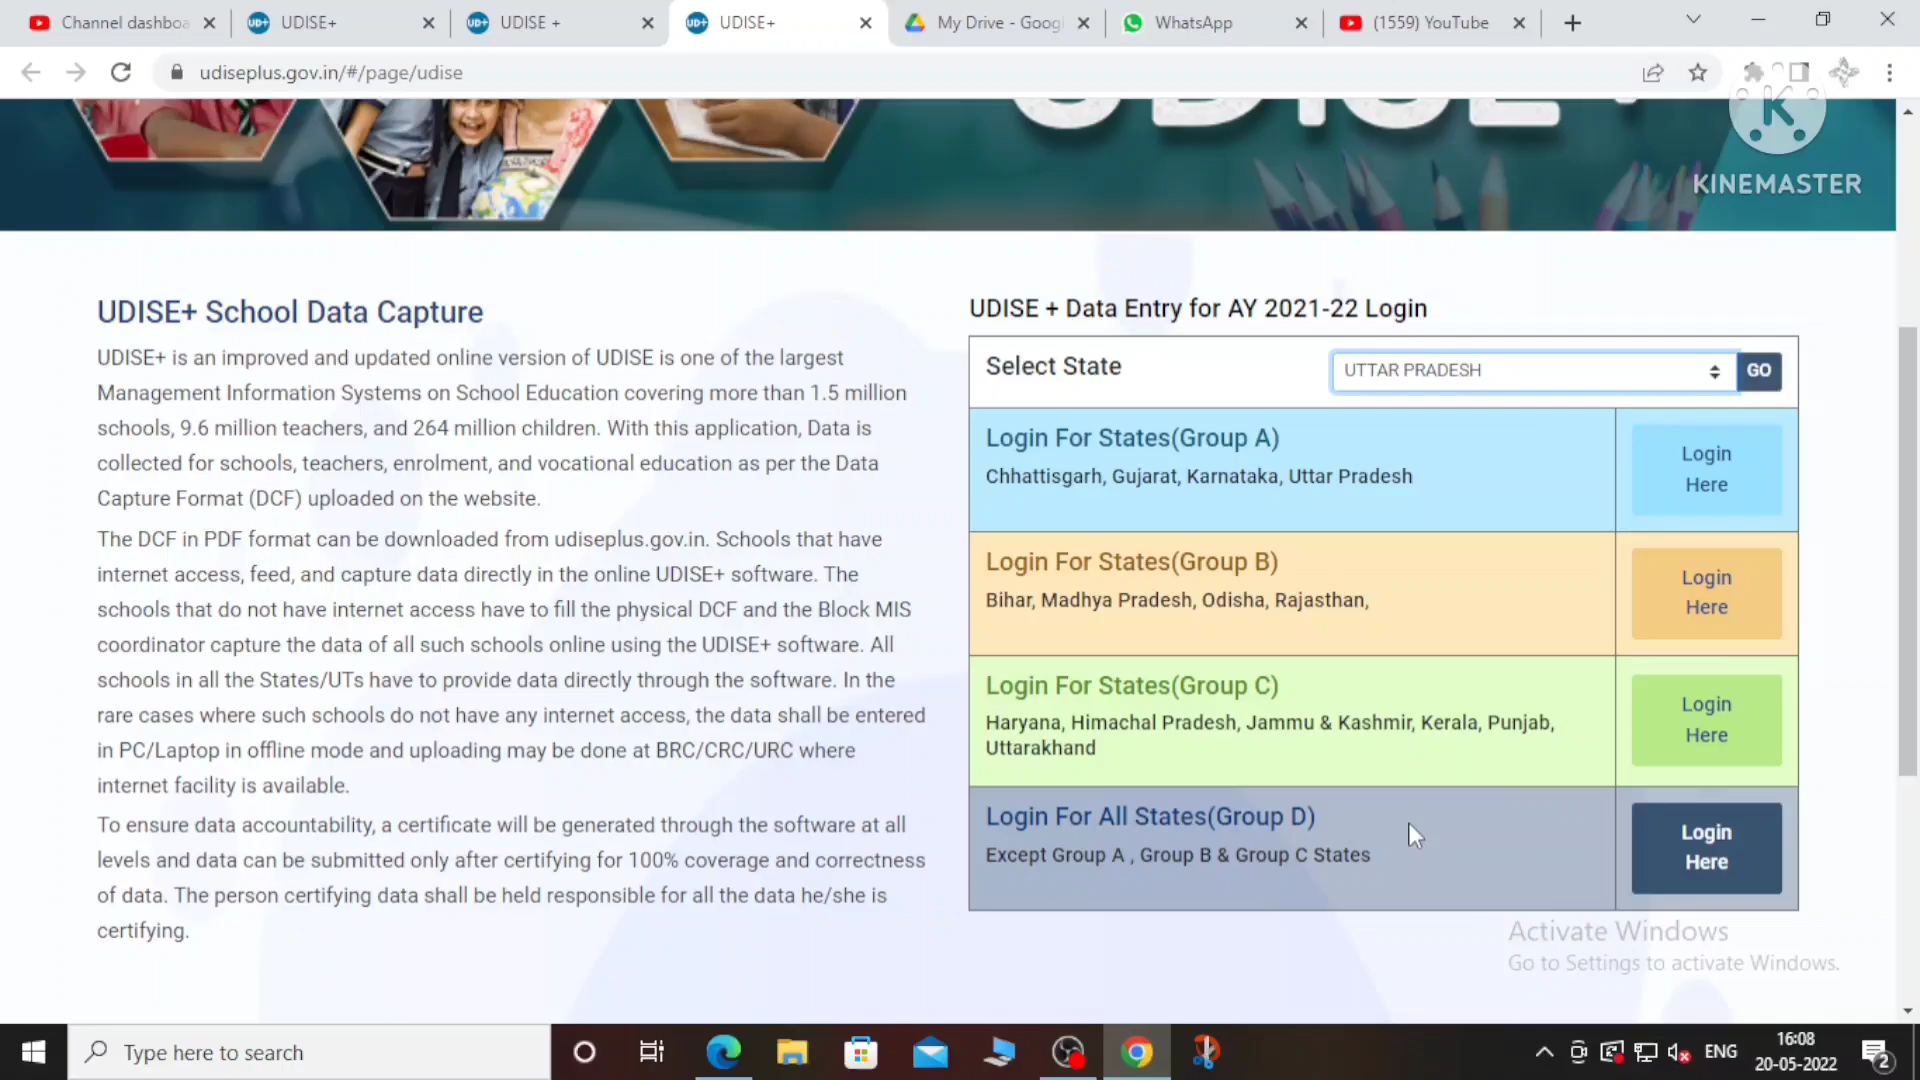 Channel dashboa
UDISE+
UDISE +
UDISE+
My Drive - Goog
WhatsApp
(1559) YouTube
udiseplus.gov.in/#/page/udise
UDISE +
K
KINEMASTER
UDISE+ School Data Capture
UDISE+ is an improved and updated online version of UDISE is one of the largest
Management Information Systems on School Education covering more than 1.5 million
schools, 9.6 million teachers, and 264 million children. With this application, Data is
collected for schools, teachers, enrolment, and vocational education as per the Data
Capture Format (DCF) uploaded on the website.
The DCF in PDF format can be downloaded from udiseplus.gov.in. Schools that have
internet access, feed, and capture data directly in the online UDISE+ software. The
schools that do not have internet access have to fill the physical DCF and the Block MIS
coordinator capture the data of all such schools online using the UDISE+ software. All
schools in all the States/UTs have to provide data directly through the software. In the
rare cases where such schools do not have any internet access, the data shall be entered
in PC/Laptop in offline mode and uploading may be done at BRC/CRC/URC where
internet facility is available.
To ensure data accountability, a certificate will be generated through the software at all
levels and data can be submitted only after certifying for 100% coverage and correctness
of data. The person certifying data shall be held responsible for all the data he/she is
certifying.
UDISE + Data Entry for AY 2021-22 Login
Select State
UTTAR PRADESH
GO
Login For States(Group A)
Chhattisgarh, Gujarat, Karnataka, Uttar Pradesh
Login
Here
Login For States(Group B)
Bihar, Madhya Pradesh, Odisha, Rajasthan,
Login
Here
Login For States(Group C)
Haryana, Himachal Pradesh, Jammu & Kashmir, Kerala, Punjab,
Uttarakhand
Login
Here
Login For All States(Group D)
Except Group A , Group B & Group C States
Login
Here
Activate Windows
Go to Settings to activate Windows.
Type here to search
ENG
16:08
20-05-2022
2